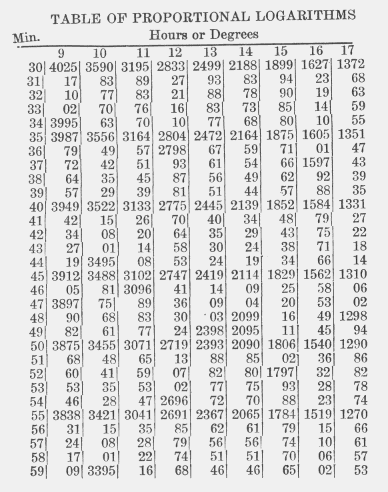 TABLE OF PROPORTIONAL LOGARITHMS
Min. Hours or Degrees
9 10 11 12 13 14 15 16 17
30 4025 3590 3195 2833 2499 2188 1899 1627 1372
31 17 83 89 27 93 83 94 23 68
32 10 77 83 21 88 78 90 19 63
33 02 70 76 16 83 73 85 14 59
34 3995 63 70 10 77 68 80 10 55
35 3987 3556 3164 2804 2472 2164 1875 1605 1351
36 79 49 57 2798 67 59 71 01 47
37 72 42 51 93 61 54 66 1597 43
38 64 35 45 87 56 49 62 92 39
39 57 29 39 81 51 44 57 88 35
40 3949 3522 3133 2775 2445 2139 1852 1584 1331
41 42 15 26 70 40 34 48 79 27
42 34 08 20 64 35 29 43 75 22
43 27 01 14 58 30 24 38 71 18
44 19 3495 08 53 24 19 34 66 14
45 3912 3488 3102 2747 2419 2114 1829 1562 1310
46 05 81 3096 41 14 09 25 58 06
47 3897 75 89 36 09 04 20 53 02
48 90 68 83 30 03 2099 16 49 1298
49 82 61 77 24 2398 2095 11 45 94
50 3875 3455 3071 2719 2393 2090 1806 1540 1290
51 68 48 65 13 88 85 02 36 86
52 60 41 59 07 82 80 1797 32 82
53 53 35 53 02 77 75 93 28 78
54 46 28 47 2696 72 70 88 23 74
55 3838 3421 3041 2691 2367 2065 1784 1519 1270
56 31 15 35 85 62 61 79 15 66
57 24 08 28 79 56 56 74 10 61
58 17 01 22 74 51 51 70 06 57
59 09 3395 16 68 46 46 65 02 53